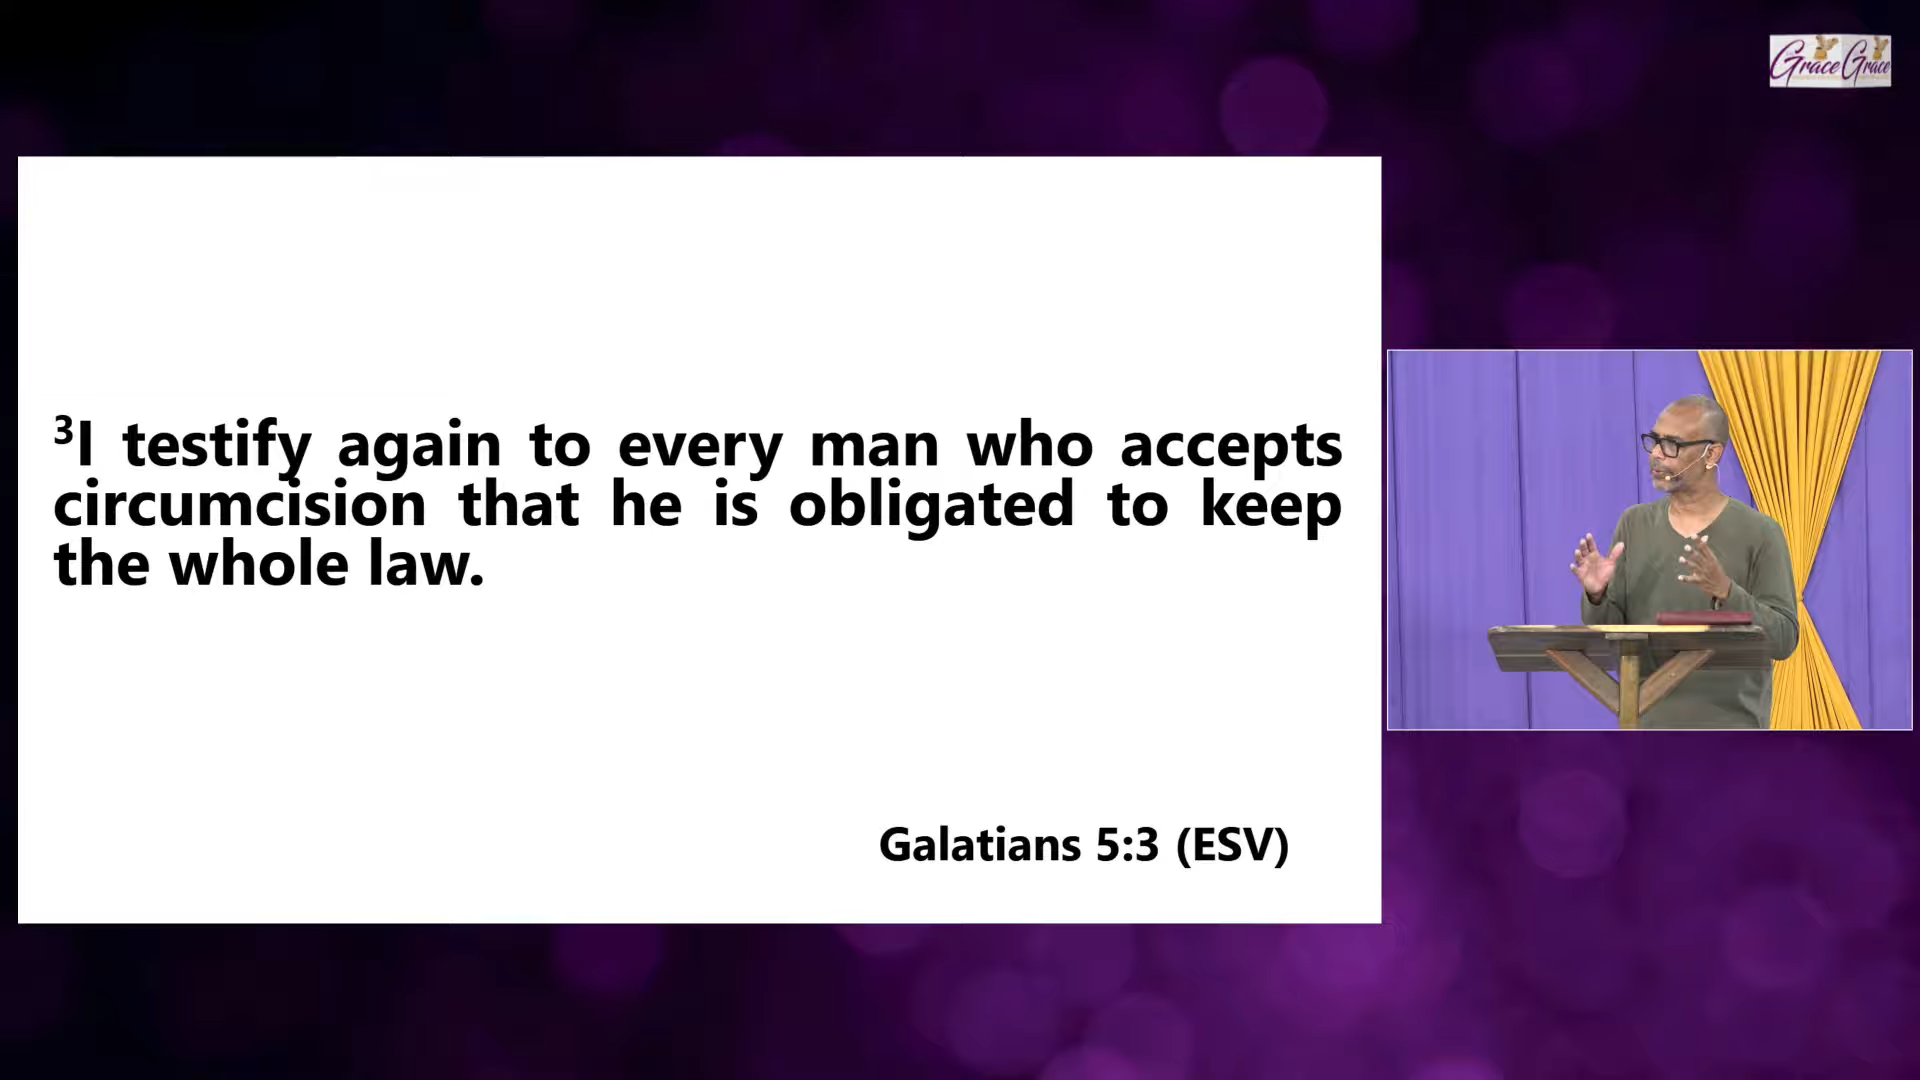 Grace Grace
³I testify again to every man who accepts
circumcision that he is obligated to keep
the whole law.
Galatians 5:3 (ESV)